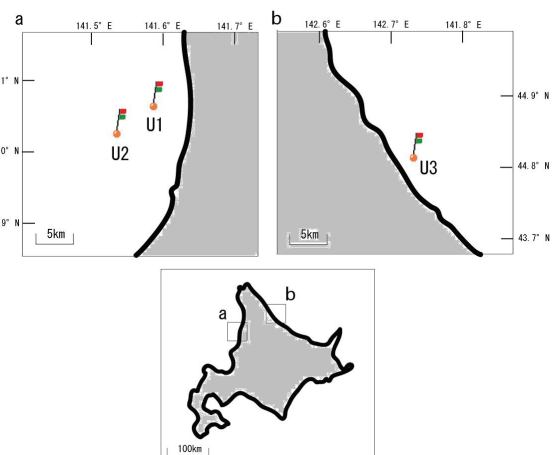 a
141.5° E 141.6° E 141.7° E
1° N
0° N
9° N
U1
U2
5km
b
142.6° E 142.7° E 141.8° E
44.9° N
44.8° N
43.7° N
U3
5km
a
b
100km